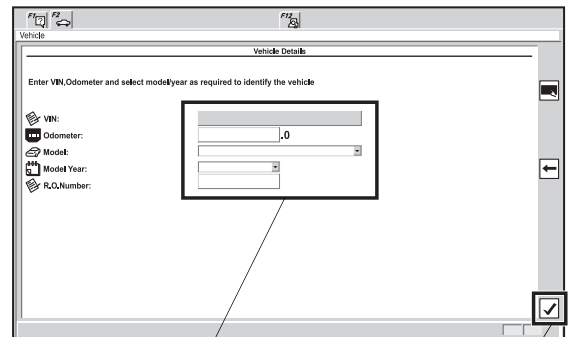 F1 F2 F12
Vehicle
Vehicle Details
Enter VIN,Odometer and select model/year as required to identify the vehicle
VIN:
Odometer: .0
Model:
Model Year:
R.O.Number: